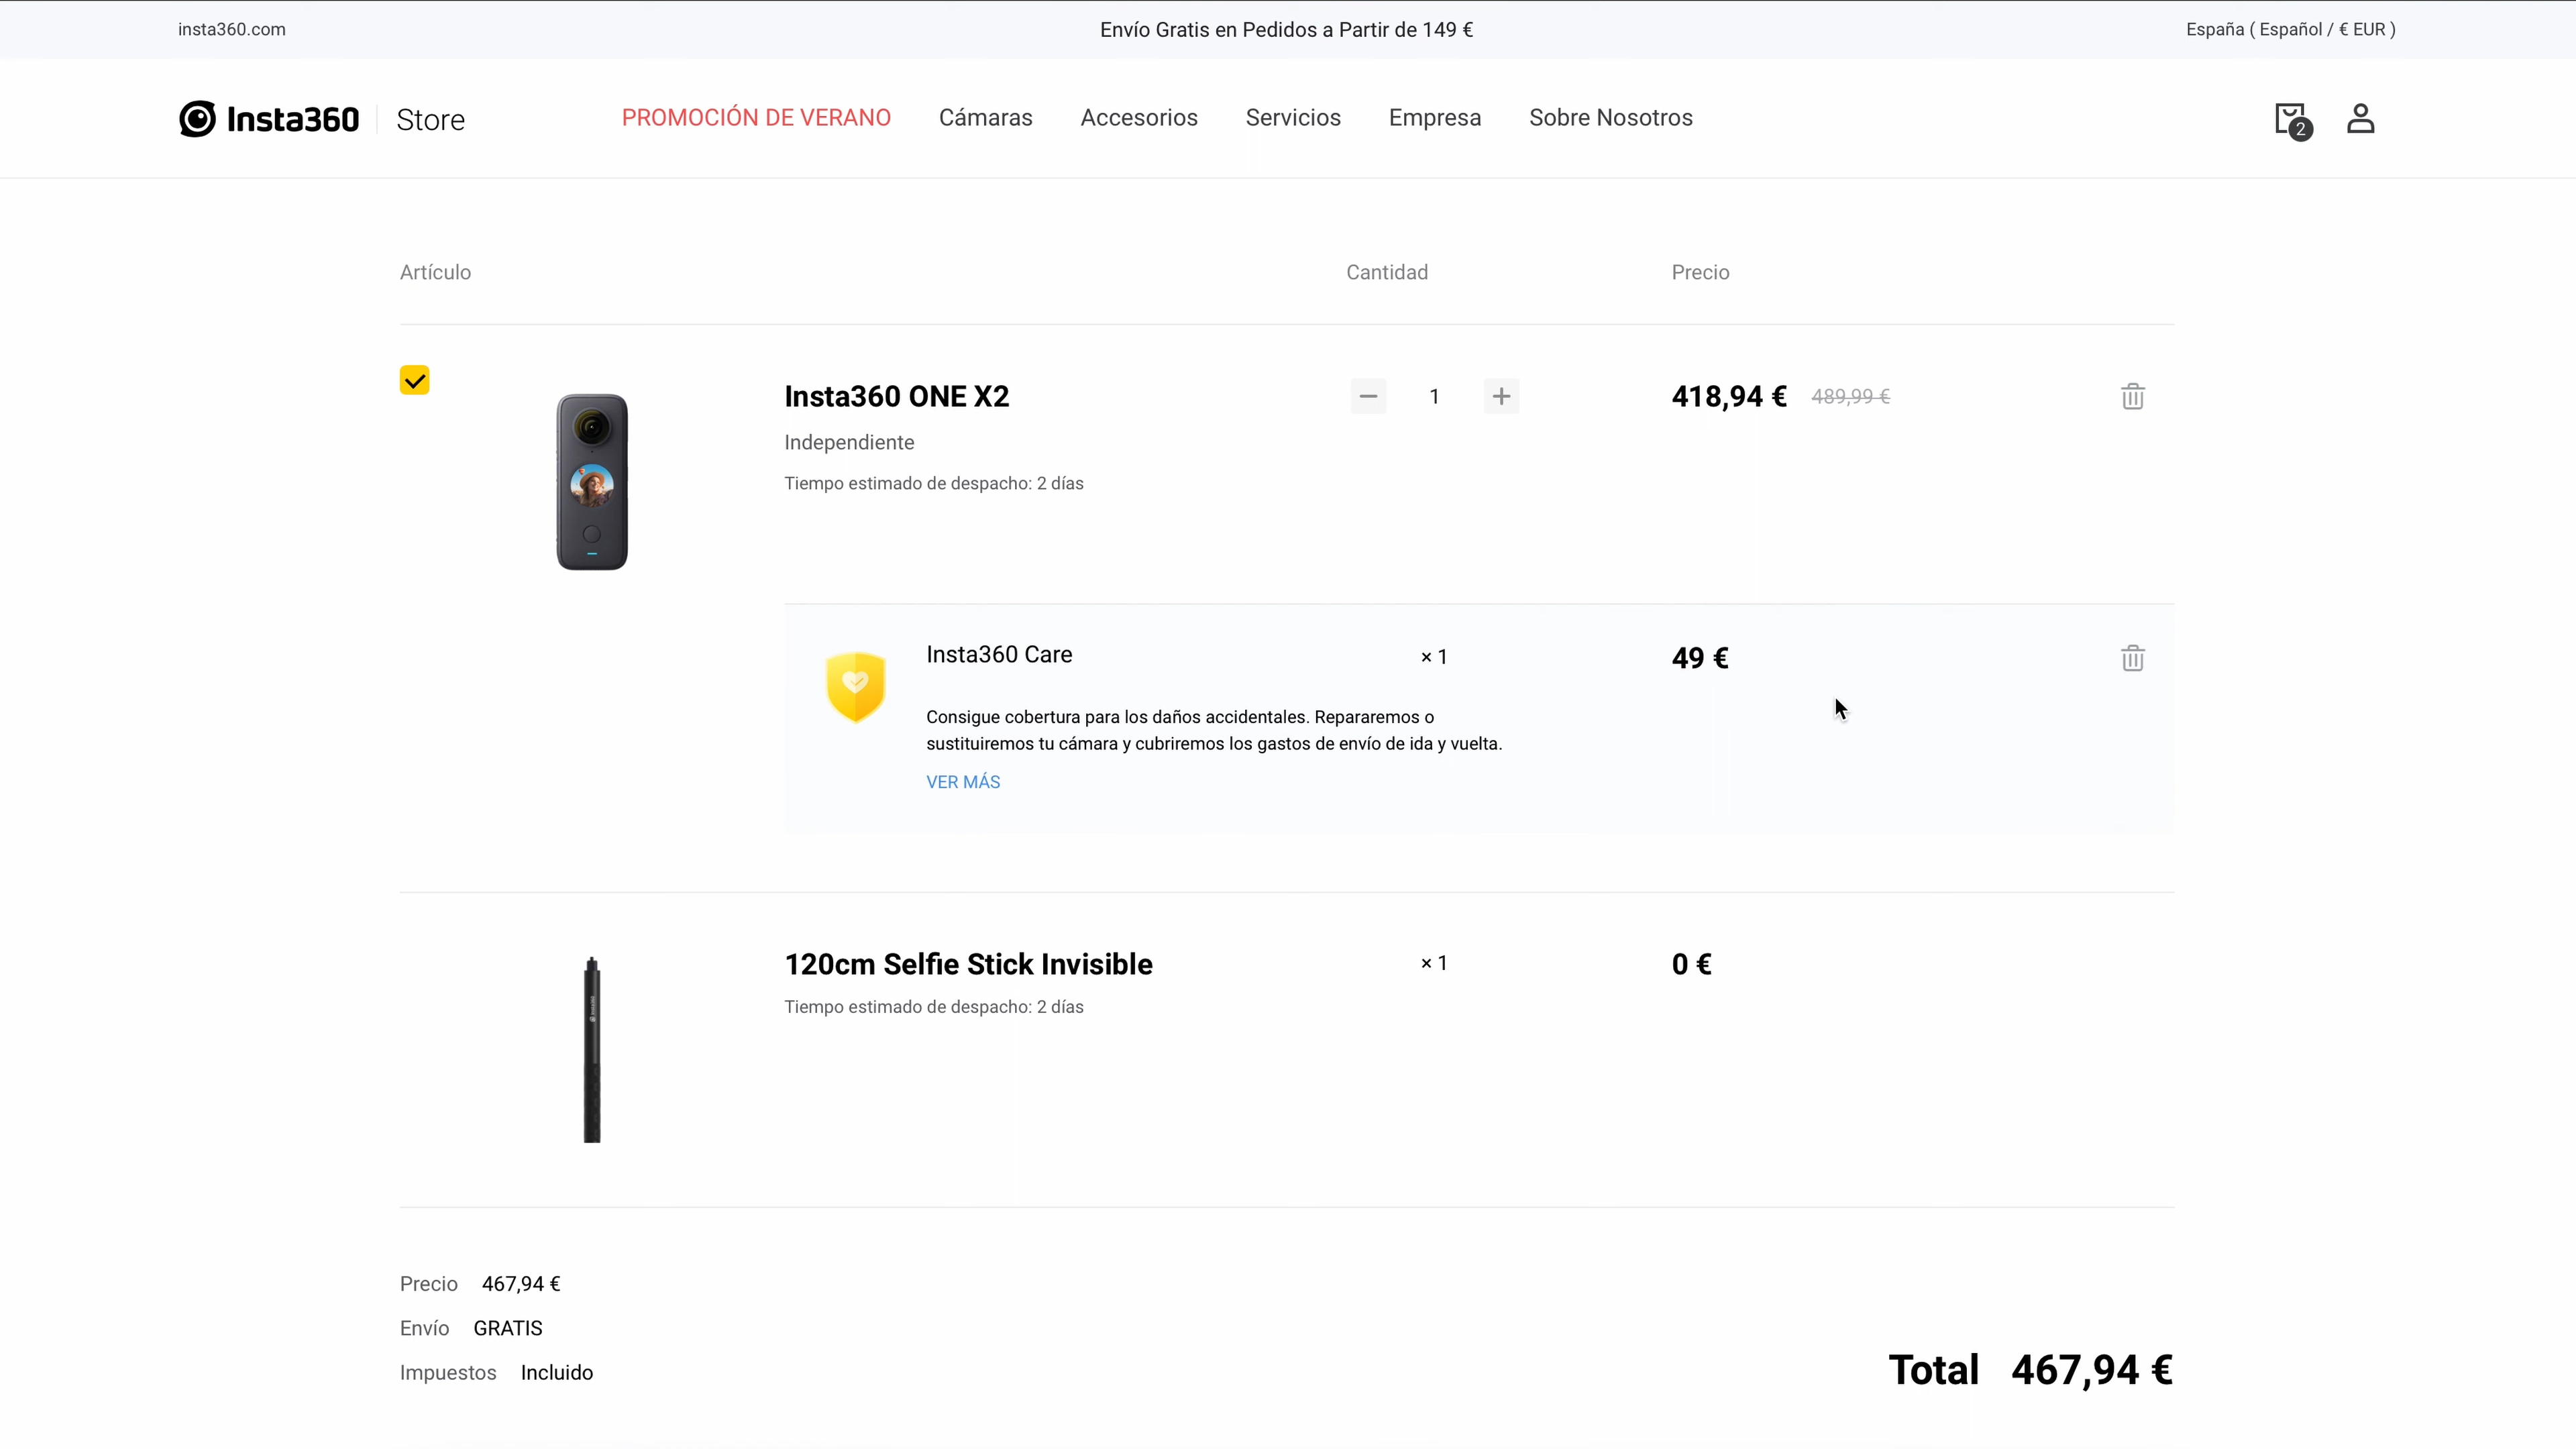 insta360.com
Envío Gratis en Pedidos a Partir de 149 €
España ( Español / € EUR )
Insta360 Store
PROMOCIÓN DE VERANO
Cámaras
Accesorios
Servicios
Empresa
Sobre Nosotros
2
Artículo
Cantidad
Precio
Insta360 ONE X2
1
418,94 € 489,99 €
Independiente
Tiempo estimado de despacho: 2 días
Insta360 Care
× 1
49 €
Consigue cobertura para los daños accidentales. Repararemos o
sustituiremos tu cámara y cubriremos los gastos de envío de ida y vuelta.
VER MÁS
120cm Selfie Stick Invisible
× 1
0 €
Tiempo estimado de despacho: 2 días
Precio 467,94 €
Envío GRATIS
Impuestos Incluido
Total 467,94 €